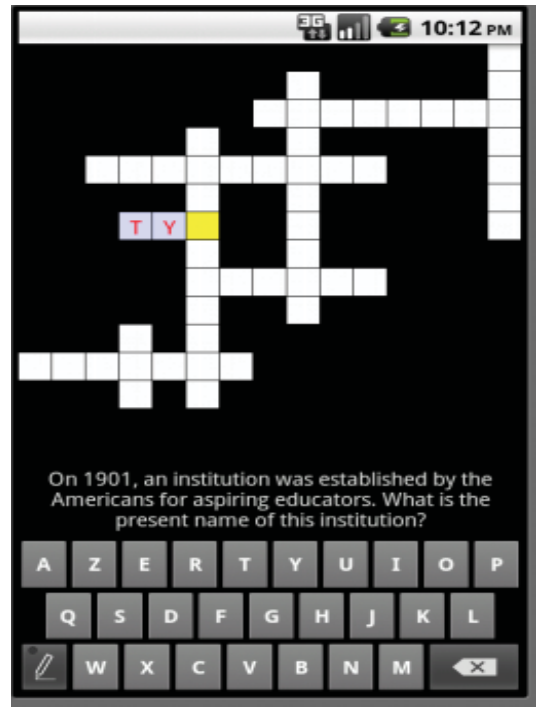 3G 10:12 PM
T Y
On 1901, an institution was established by the
Americans for aspiring educators. What is the
present name of this institution?
A Z E R T Y U I O P
Q S D F G H J K L
W X C V B N M